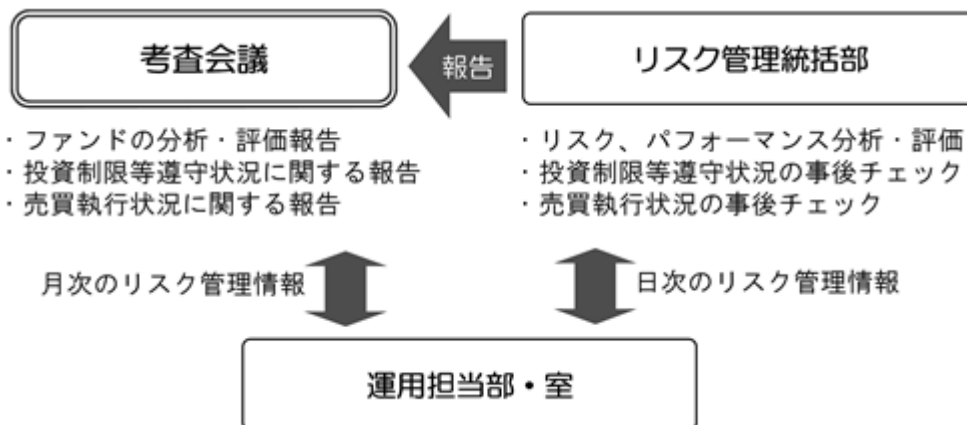 考査会議
報告
リスク管理統括部
・ファンドの分析・評価報告
・投資制限等遵守状況に関する報告
・売買執行状況に関する報告
・リスク、パフォーマンス分析・評価
・投資制限等遵守状況の事後チェック
・売買執行状況の事後チェック
月次のリスク管理情報
日次のリスク管理情報
運用担当部・室